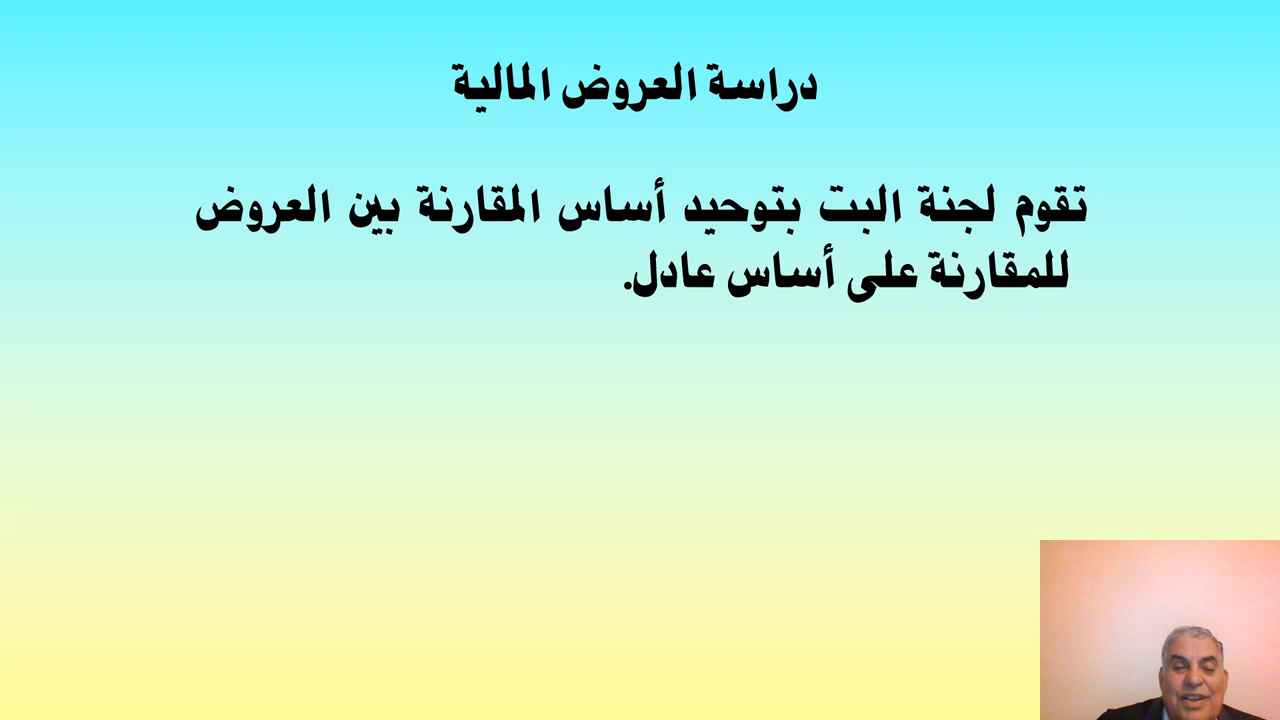 دراسة العروض المالية
تقوم لجنة البت بتوحيد أساس المقارنة بين العروض
للمقارنة على أساس عادل.